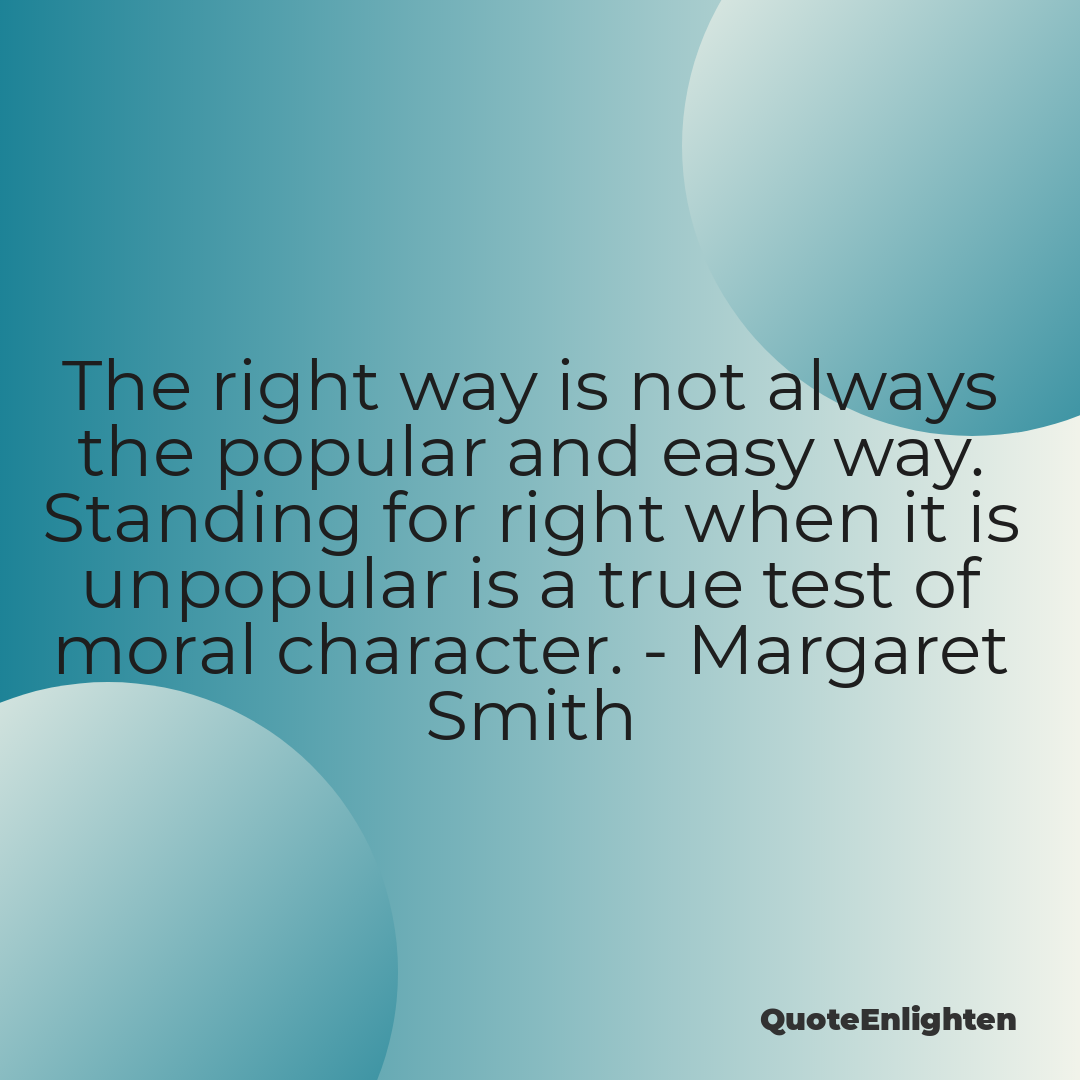 The right way is not always
the popular and easy way.
Standing for right when it is
unpopular is a true test of
moral character. - Margaret
Smith
QuoteEnlighten